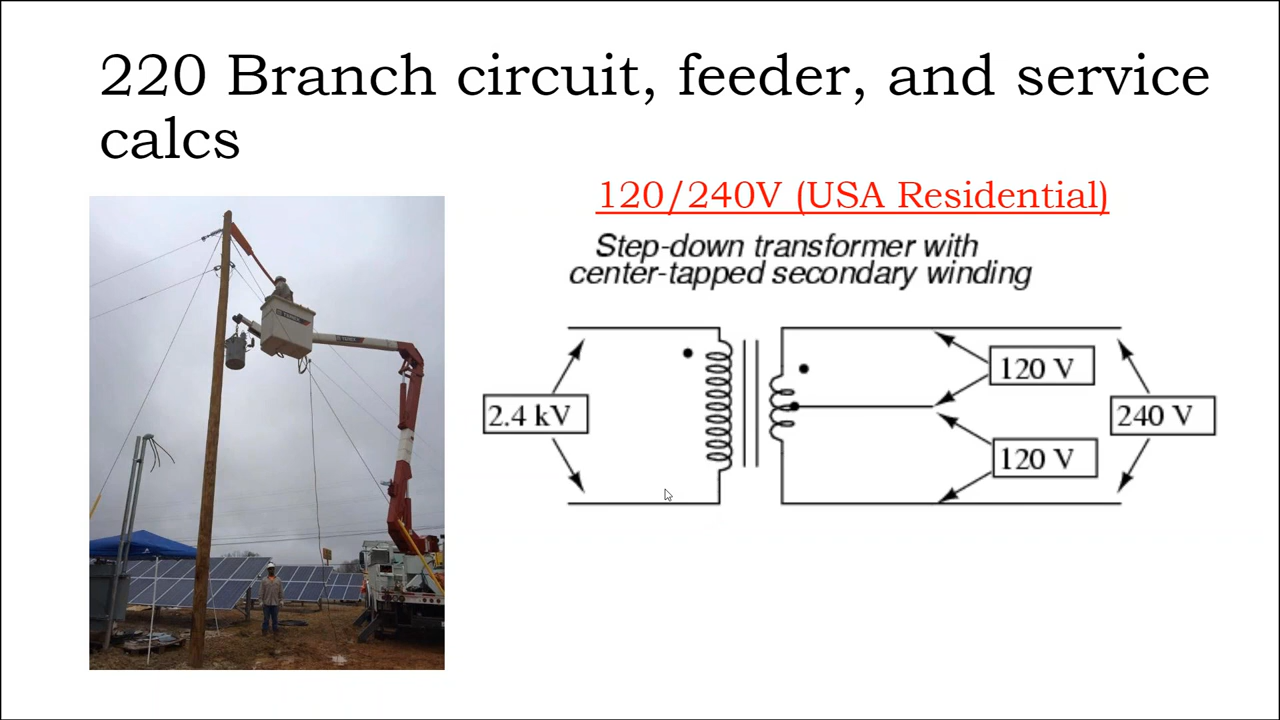 220 Branch circuit, feeder, and service
calcs
120/240V (USA Residential)
Step-down transformer with
center-tapped secondary winding
2.4 kV
120 V
120 V
240 V